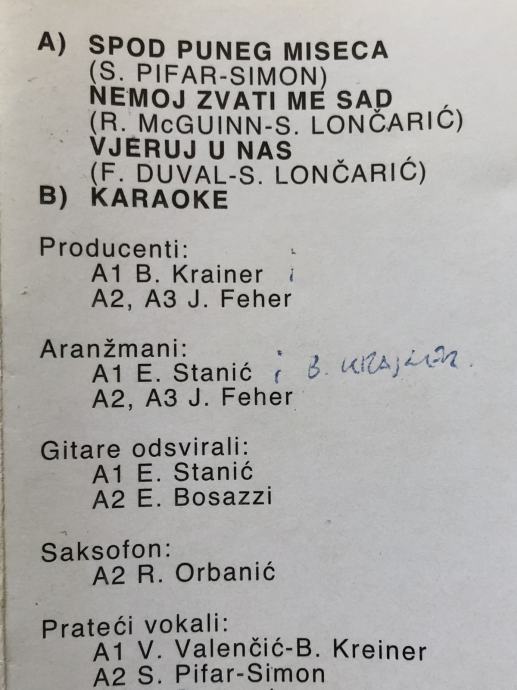 A) SPOD PUNEG MISECA
(S. PIFAR-SIMON)
NEMOJ ZVATI ME SAD
(R. McGUINN-S. LONČARIĆ)
VJERUJ U NAS
(F. DUVAL-S. LONČARIĆ)
B) KARAOKE
Producenti:
A1 B. Krainer i
A2, A3 J. Feher
Aranžmani:
A1 E. Stanić i B. KRAJNER.
A2, A3 J. Feher
Gitare odsvirali:
A1 E. Stanić
A2 E. Bosazzi
Saksofon:
A2 R. Orbanić
Prateći vokali:
A1 V. Valenčić-B. Kreiner
A2 S. Pifar-Simon